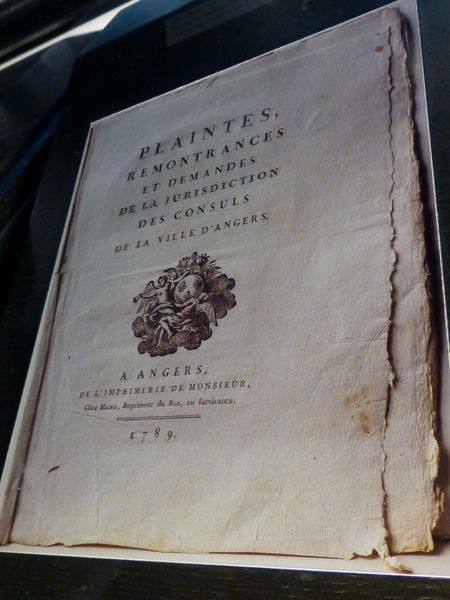 PLAINTES,
REMONTRANCES
ET DEMANDES
DE LA JURISDICTION
DES CONSULS
DE LA VILLE D'ANGERS.
A ANGERS,
DE L'IMPRIMERIE DE MONSIEUR,
Chez MAME, Imprimeur du Roi, en survivance.
1789.